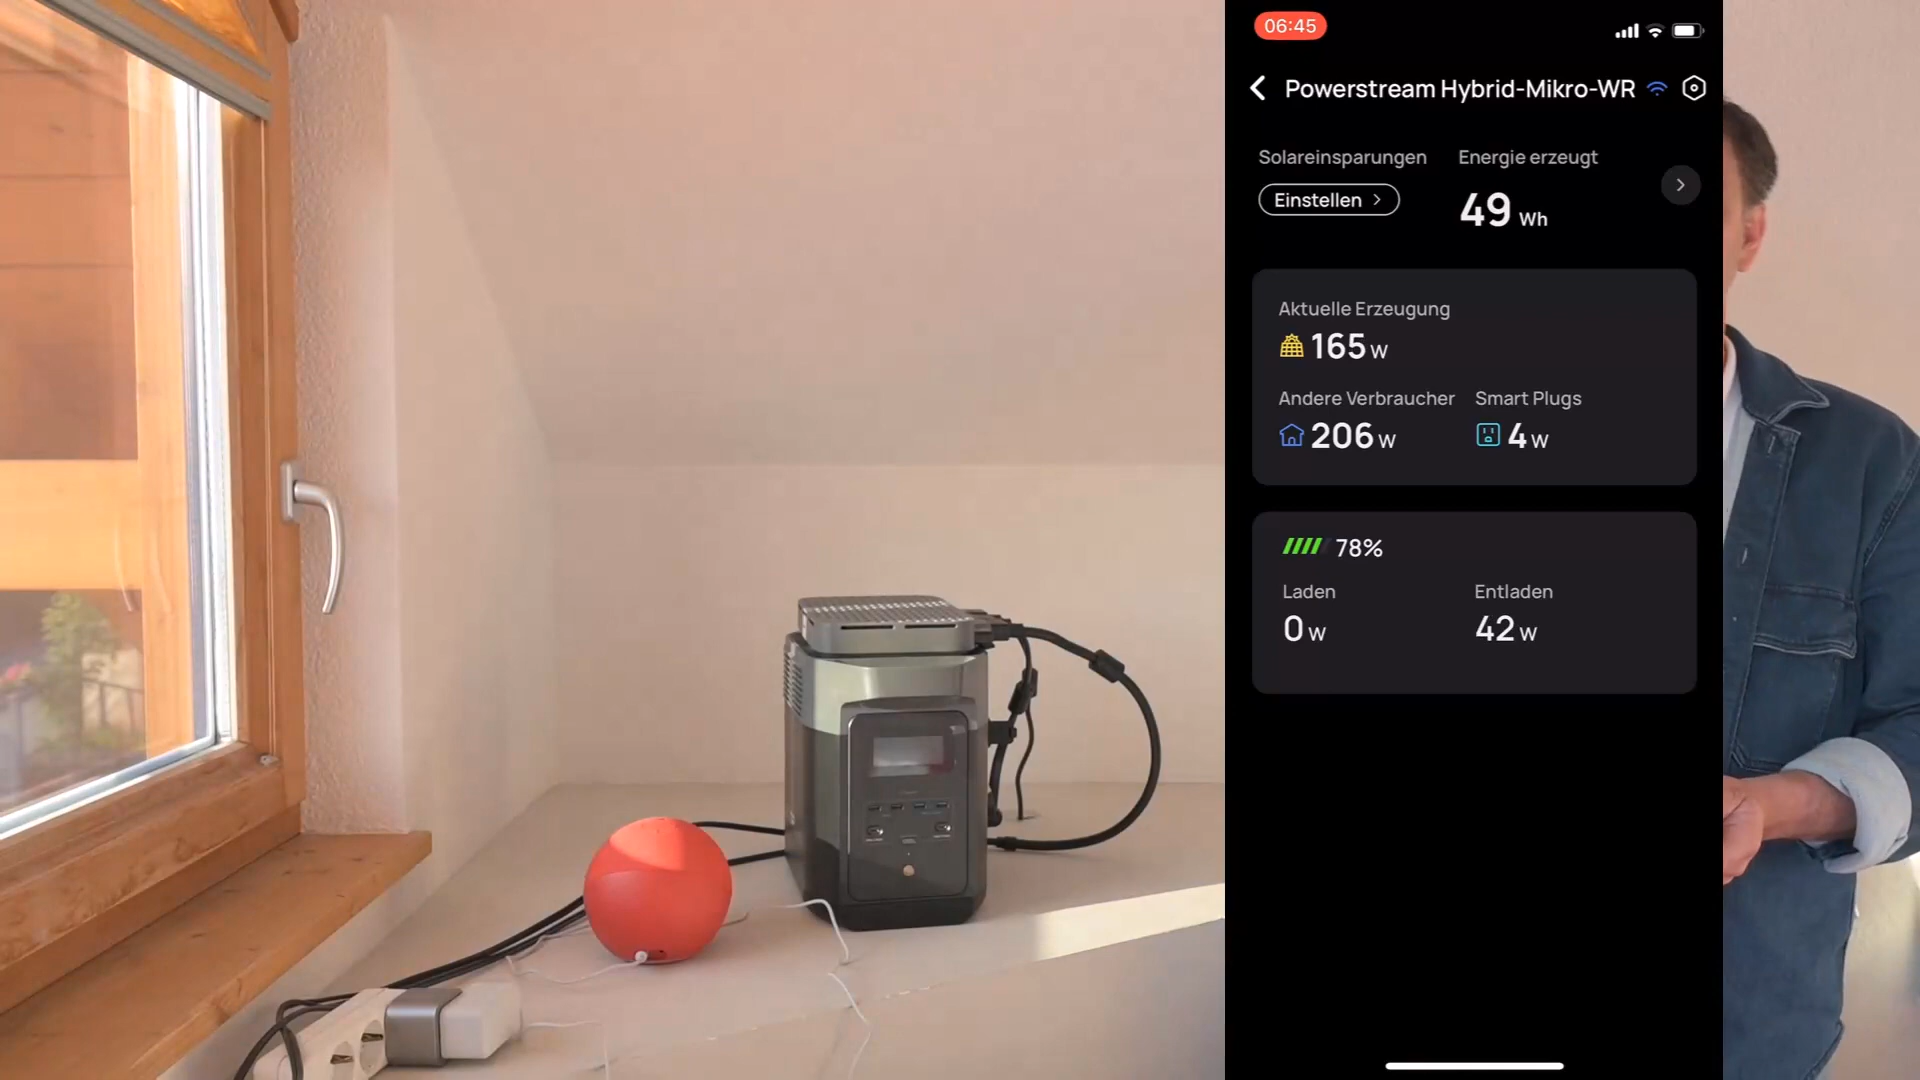 06:45
Powerstream Hybrid-Mikro-WR
Solareinsparungen
Energie erzeugt
Einstellen
49 Wh
Aktuelle Erzeugung
165 W
Andere Verbraucher
Smart Plugs
206 W
4 W
78%
Laden
Entladen
0 W
42 W